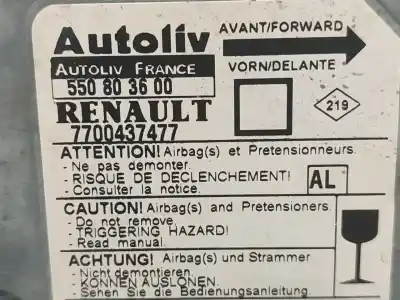 Autoliv
AVANT/FORWARD
AUTOLIV FRANCE
VORN/DELANTE
550 80 36 00
RENAULT
219
7700437477
ATTENTION! Airbag(s) et Pretensionneurs.
- Ne pas demonter.
- RISQUE DE DECLENCHEMENT!
- Consulter la notice.
AL
CAUTION! Airbag(s) and Pretensioners.
- Do not remove.
- TRIGGERING HAZARD!
- Read manual.
ACHTUNG! Airbag(s) und Strammer
- Nicht demontieren.
- KONNEN AUSLONEN.
- Sehen Sie die Bedienungsanleitung.